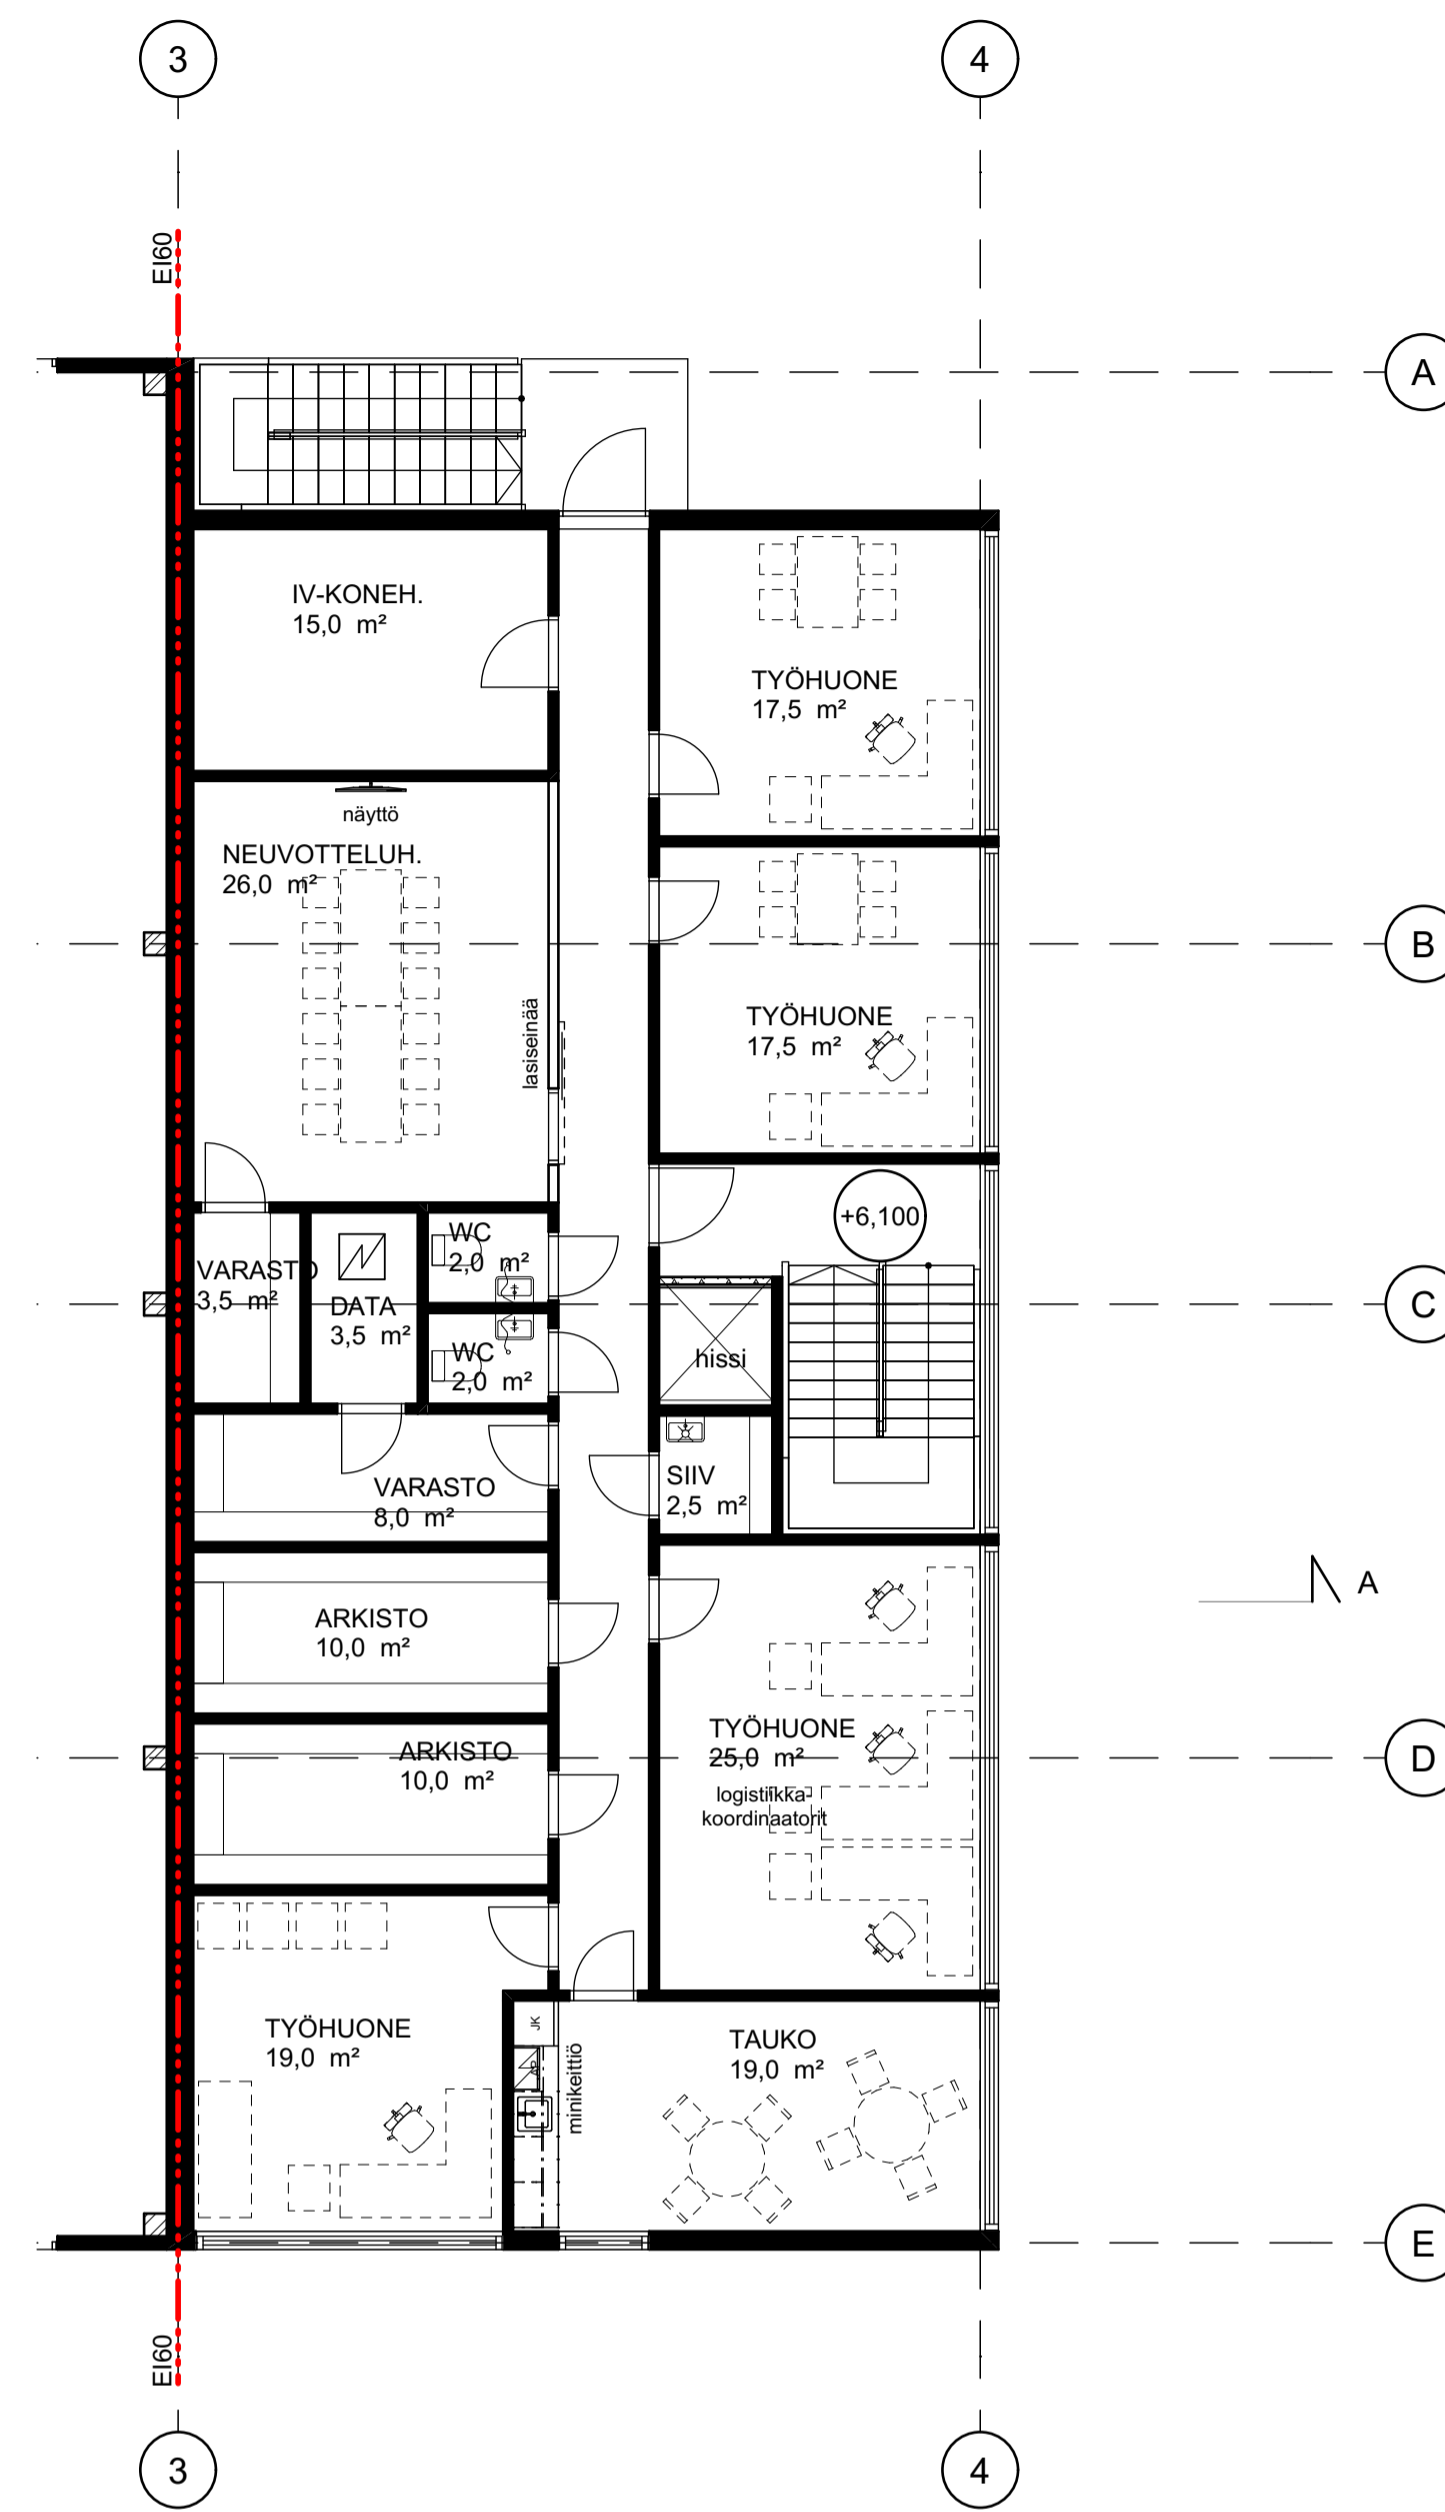 3
4
EI60
A
IV-KONEH.
15,0 m²
TYÖHUONE
17,5 m²
näyttö
NEUVOTTELUH.
26,0 m²
B
lasiseinää
TYÖHUONE
17,5 m²
+6,100
WC
2,0 m²
VARASTO
3,5 m²
DATA
3,5 m²
C
WC
2,0 m²
hissi
VARASTO
8,0 m²
SIIV
2,5 m²
A
ARKISTO
10,0 m²
TYÖHUONE
25,0 m²
logistiikka-
koordinaatorit
ARKISTO
10,0 m²
D
TYÖHUONE
19,0 m²
JK
AP
minikeittiö
TAUKO
19,0 m²
E
EI60
3
4